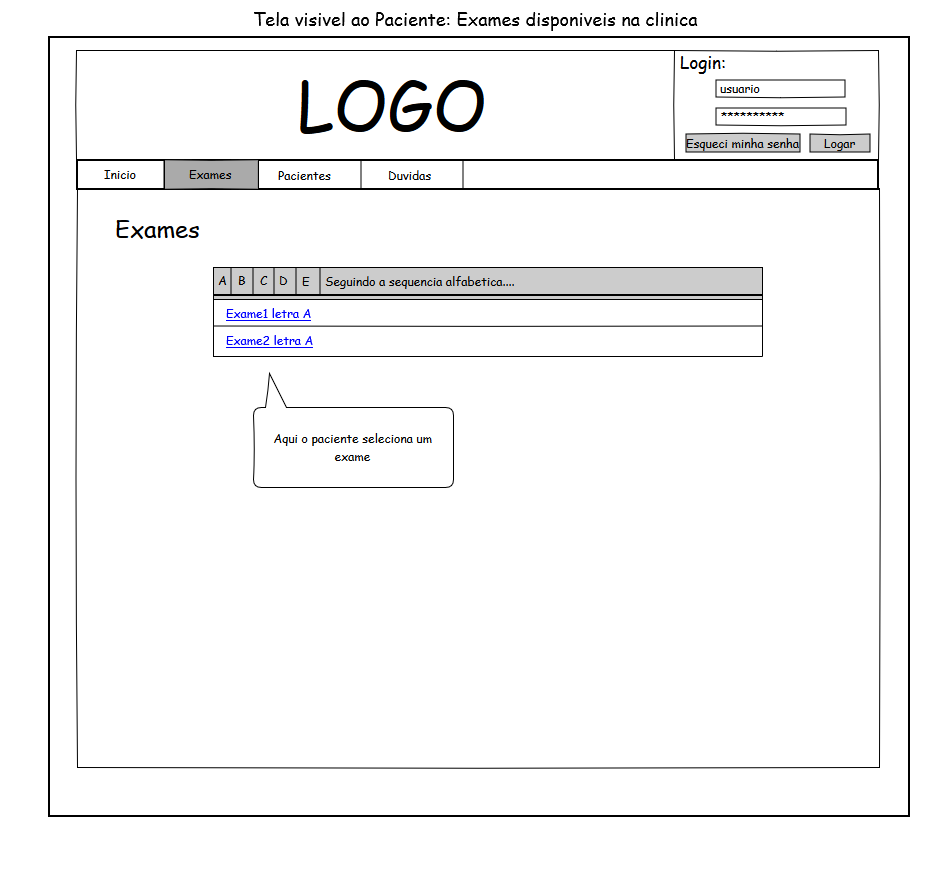 Tela visivel ao Paciente: Exames disponiveis na clinica
LOGO
Login:
usuario
**********
Esqueci minha senha
Logar
Inicio
Exames
Pacientes
Duvidas
Exames
A B C D E Seguindo a sequencia alfabetica....
Exame1 letra A
Exame2 letra A
Aqui o paciente seleciona um
exame